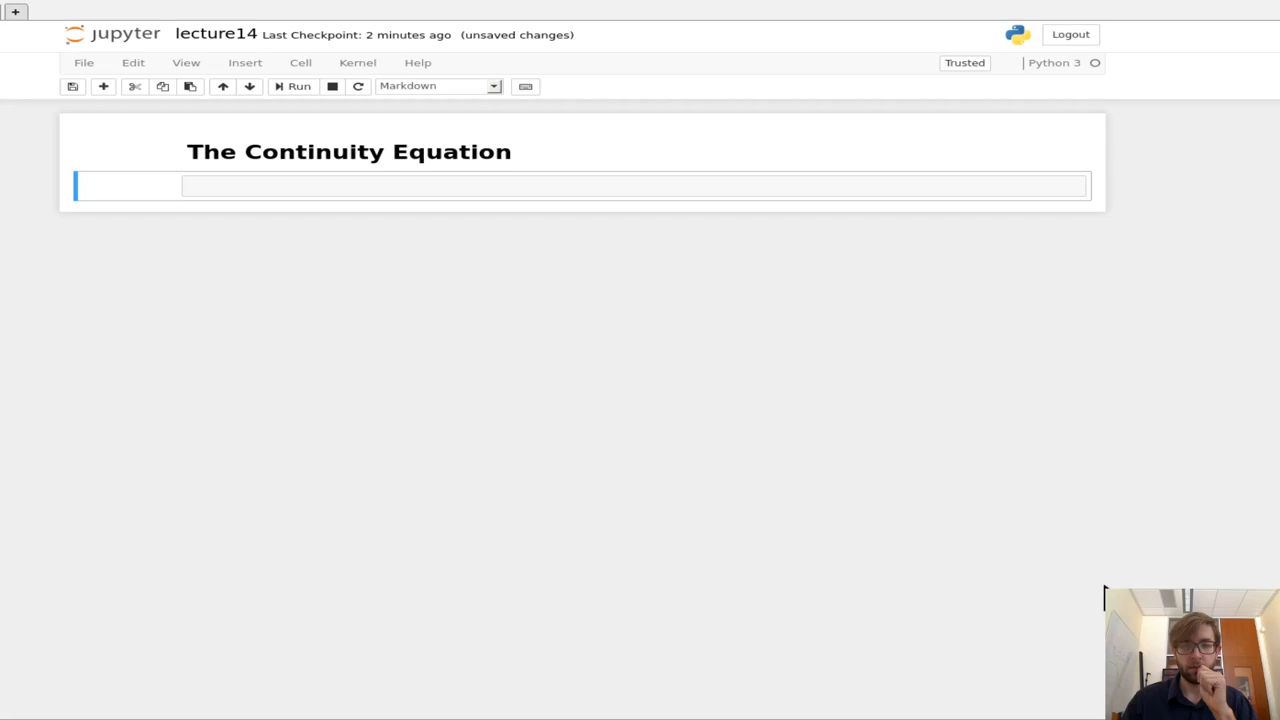 +
jupyter lecture14 Last Checkpoint: 2 minutes ago (unsaved changes) Logout
File Edit View Insert Cell Kernel Help Trusted Python 3
Run Markdown
The Continuity Equation